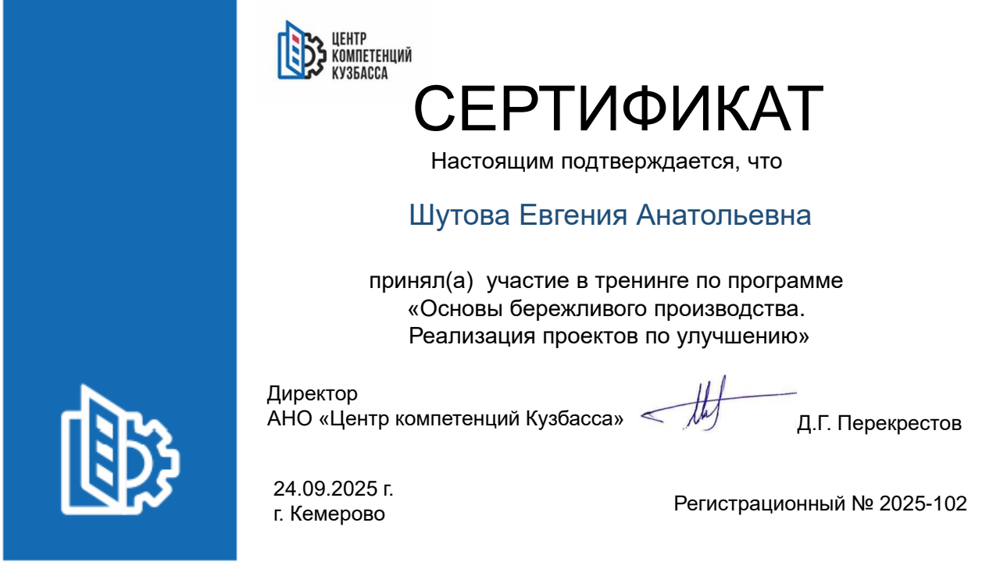 ЦЕНТР
КОМПЕТЕНЦИЙ
КУЗБАССА
СЕРТИФИКАТ
Настоящим подтверждается, что
Шутова Евгения Анатольевна
принял(а)  участие в тренинге по программе
«Основы бережливого производства.
Реализация проектов по улучшению»
Директор
АНО «Центр компетенций Кузбасса»
Д.Г. Перекрестов
24.09.2025 г.
г. Кемерово
Регистрационный № 2025-102